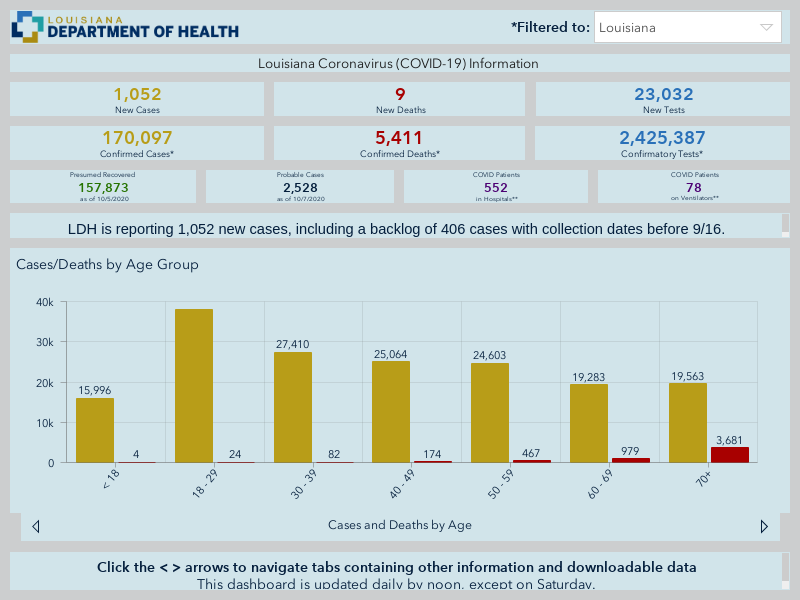 LOUISIANA
DEPARTMENT OF HEALTH
*Filtered to:
Louisiana
Louisiana Coronavirus (COVID-19) Information
1,052
New Cases
9
New Deaths
23,032
New Tests
170,097
Confirmed Cases*
5,411
Confirmed Deaths*
2,425,387
Confirmatory Tests*
Presumed Recovered
157,873
as of 10/5/2020
Probable Cases
2,528
as of 10/7/2020
COVID Patients
552
in Hospitals**
COVID Patients
78
on Ventilators**
LDH is reporting 1,052 new cases, including a backlog of 406 cases with collection dates before 9/16.
Cases/Deaths by Age Group
40k
30k
20k
10k
0
15,996
4
24
27,410
82
25,064
174
24,603
467
19,283
979
19,563
3,681
< 18
18 - 29
30 - 39
40 - 49
50 - 59
60 - 69
70+
Cases and Deaths by Age
Click the < > arrows to navigate tabs containing other information and downloadable data
This dashboard is updated daily by noon, except on Saturday.